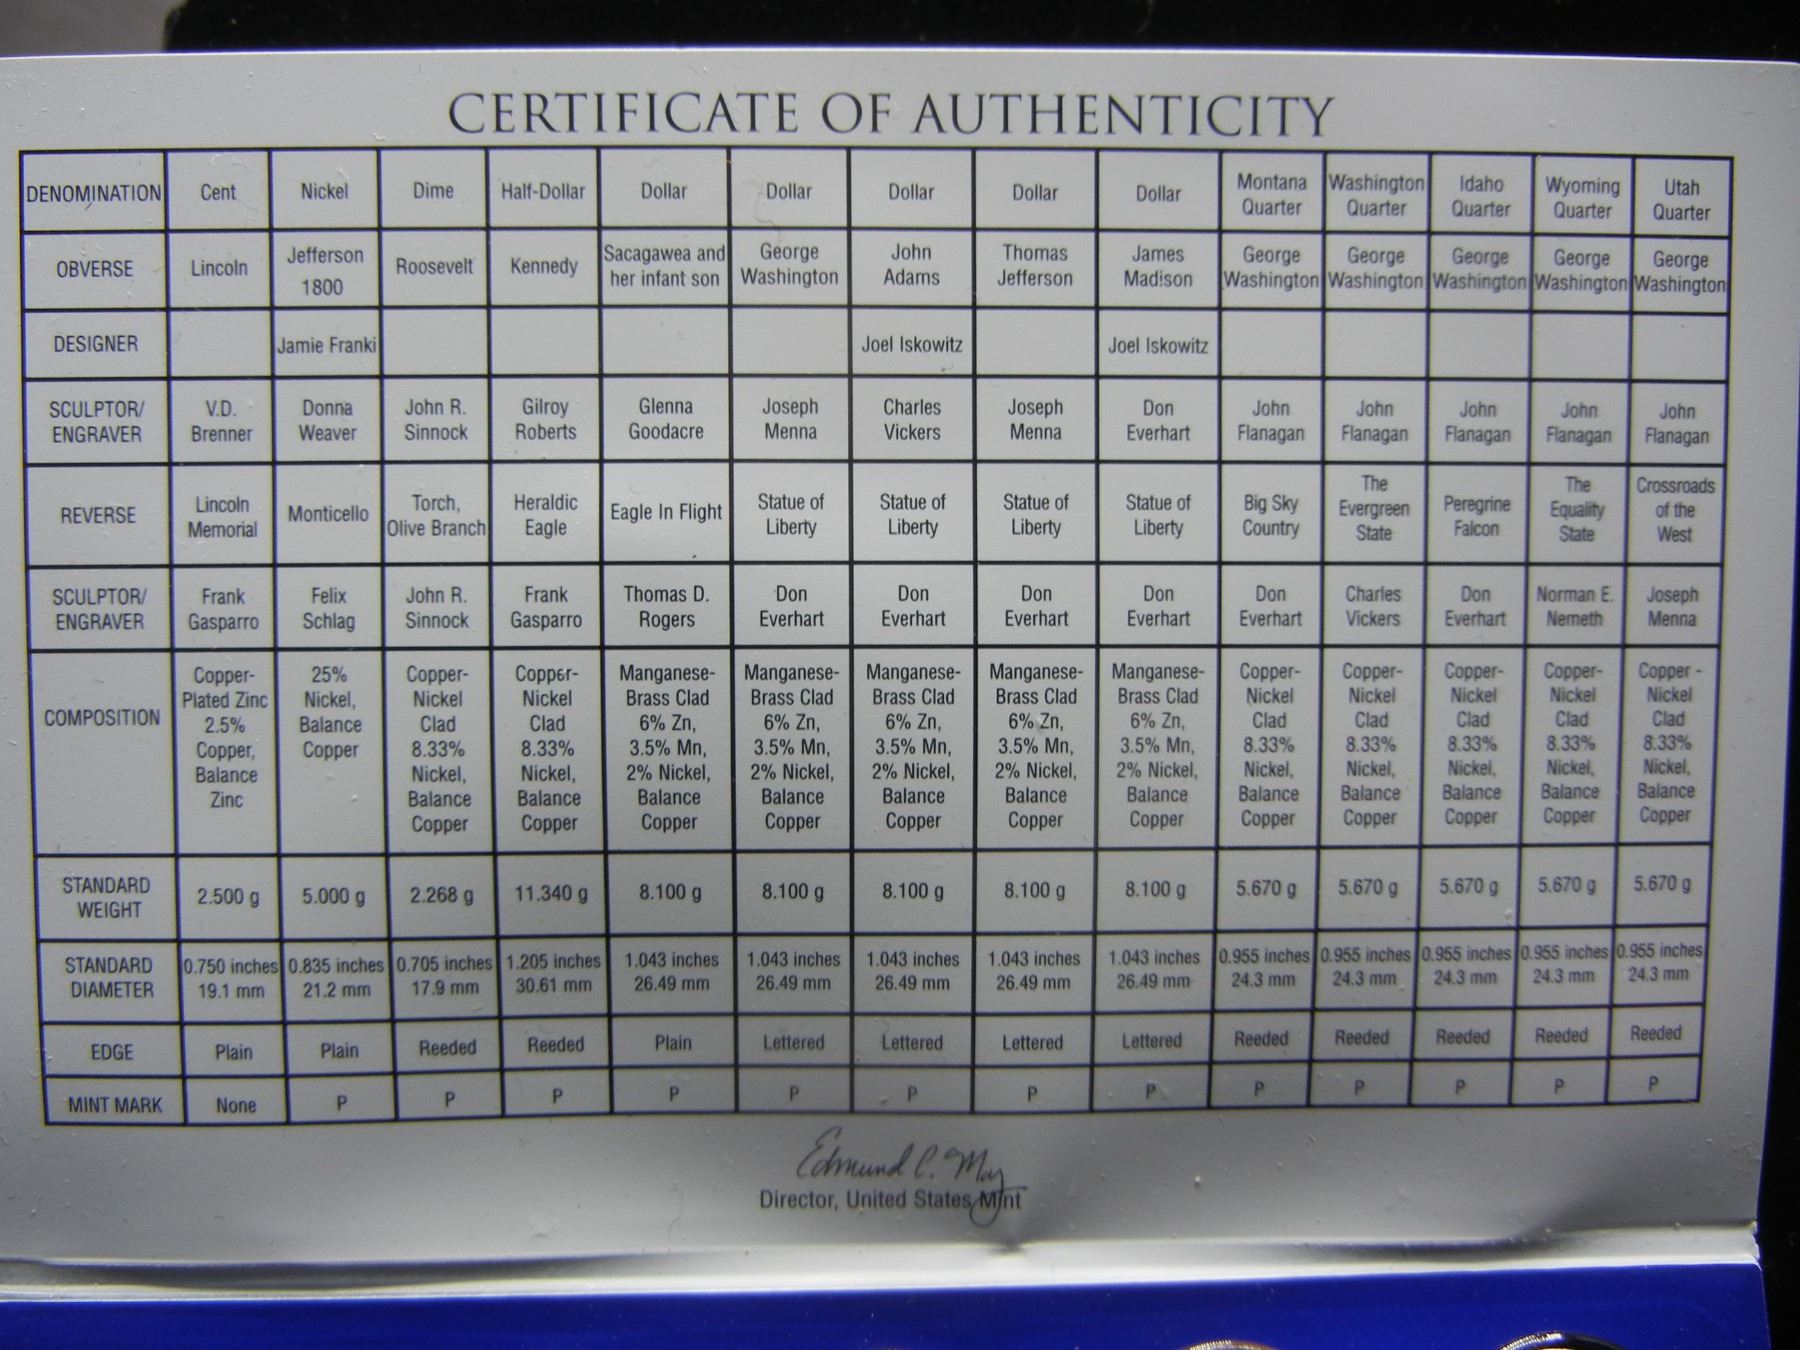 CERTIFICATE OF AUTHENTICITY
DENOMINATION Cent Nickel Dime Half-Dollar Dollar Dollar Dollar Dollar Dollar Montana Quarter Washington Quarter Idaho Quarter Wyoming Quarter Utah Quarter
OBVERSE Lincoln Jefferson 1800 Roosevelt Kennedy Sacagawea and her infant son George Washington John Adams Thomas Jefferson James Madison George Washington George Washington George Washington George Washington George Washington
DESIGNER Jamie Franki Joel Iskowitz Joel Iskowitz
SCULPTOR/ ENGRAVER V.D. Brenner Donna Weaver John R. Sinnock Gilroy Roberts Glenna Goodacre Joseph Menna Charles Vickers Joseph Menna Don Everhart John Flanagan John Flanagan John Flanagan John Flanagan John Flanagan
REVERSE Lincoln Memorial Monticello Torch, Olive Branch Heraldic Eagle Eagle In Flight Statue of Liberty Statue of Liberty Statue of Liberty Statue of Liberty Big Sky Country The Evergreen State Peregrine Falcon The Equality State Crossroads of the West
SCULPTOR/ ENGRAVER Frank Gasparro Felix Schlag John R. Sinnock Frank Gasparro Thomas D. Rogers Don Everhart Don Everhart Don Everhart Don Everhart Don Everhart Charles Vickers Don Everhart Norman E. Nemeth Joseph Menna
COMPOSITION Copper-Plated Zinc 2.5% Copper, Balance Zinc 25% Nickel, Balance Copper Copper-Nickel Clad 8.33% Nickel, Balance Copper Copper-Nickel Clad 8.33% Nickel, Balance Copper Manganese-Brass Clad 6% Zn, 3.5% Mn, 2% Nickel, Balance Copper Manganese-Brass Clad 6% Zn, 3.5% Mn, 2% Nickel, Balance Copper Manganese-Brass Clad 6% Zn, 3.5% Mn, 2% Nickel, Balance Copper Manganese-Brass Clad 6% Zn, 3.5% Mn, 2% Nickel, Balance Copper Manganese-Brass Clad 6% Zn, 3.5% Mn, 2% Nickel, Balance Copper Copper-Nickel Clad 8.33% Nickel, Balance Copper Copper-Nickel Clad 8.33% Nickel, Balance Copper Copper-Nickel Clad 8.33% Nickel, Balance Copper Copper-Nickel Clad 8.33% Nickel, Balance Copper Copper - Nickel Clad 8.33% Nickel, Balance Copper
STANDARD WEIGHT 2.500 g 5.000 g 2.268 g 11.340 g 8.100 g 8.100 g 8.100 g 8.100 g 8.100 g 5.670 g 5.670 g 5.670 g 5.670 g 5.670 g
STANDARD DIAMETER 0.750 inches 19.1 mm 0.835 inches 21.2 mm 0.705 inches 17.9 mm 1.205 inches 30.61 mm 1.043 inches 26.49 mm 1.043 inches 26.49 mm 1.043 inches 26.49 mm 1.043 inches 26.49 mm 1.043 inches 26.49 mm 0.955 inches 24.3 mm 0.955 inches 24.3 mm 0.955 inches 24.3 mm 0.955 inches 24.3 mm 0.955 inches 24.3 mm
EDGE Plain Plain Reeded Reeded Plain Lettered Lettered Lettered Lettered Reeded Reeded Reeded Reeded Reeded
MINT MARK None P P P P P P P P P P P P P
Edmund C. Moy
Director, United States Mint